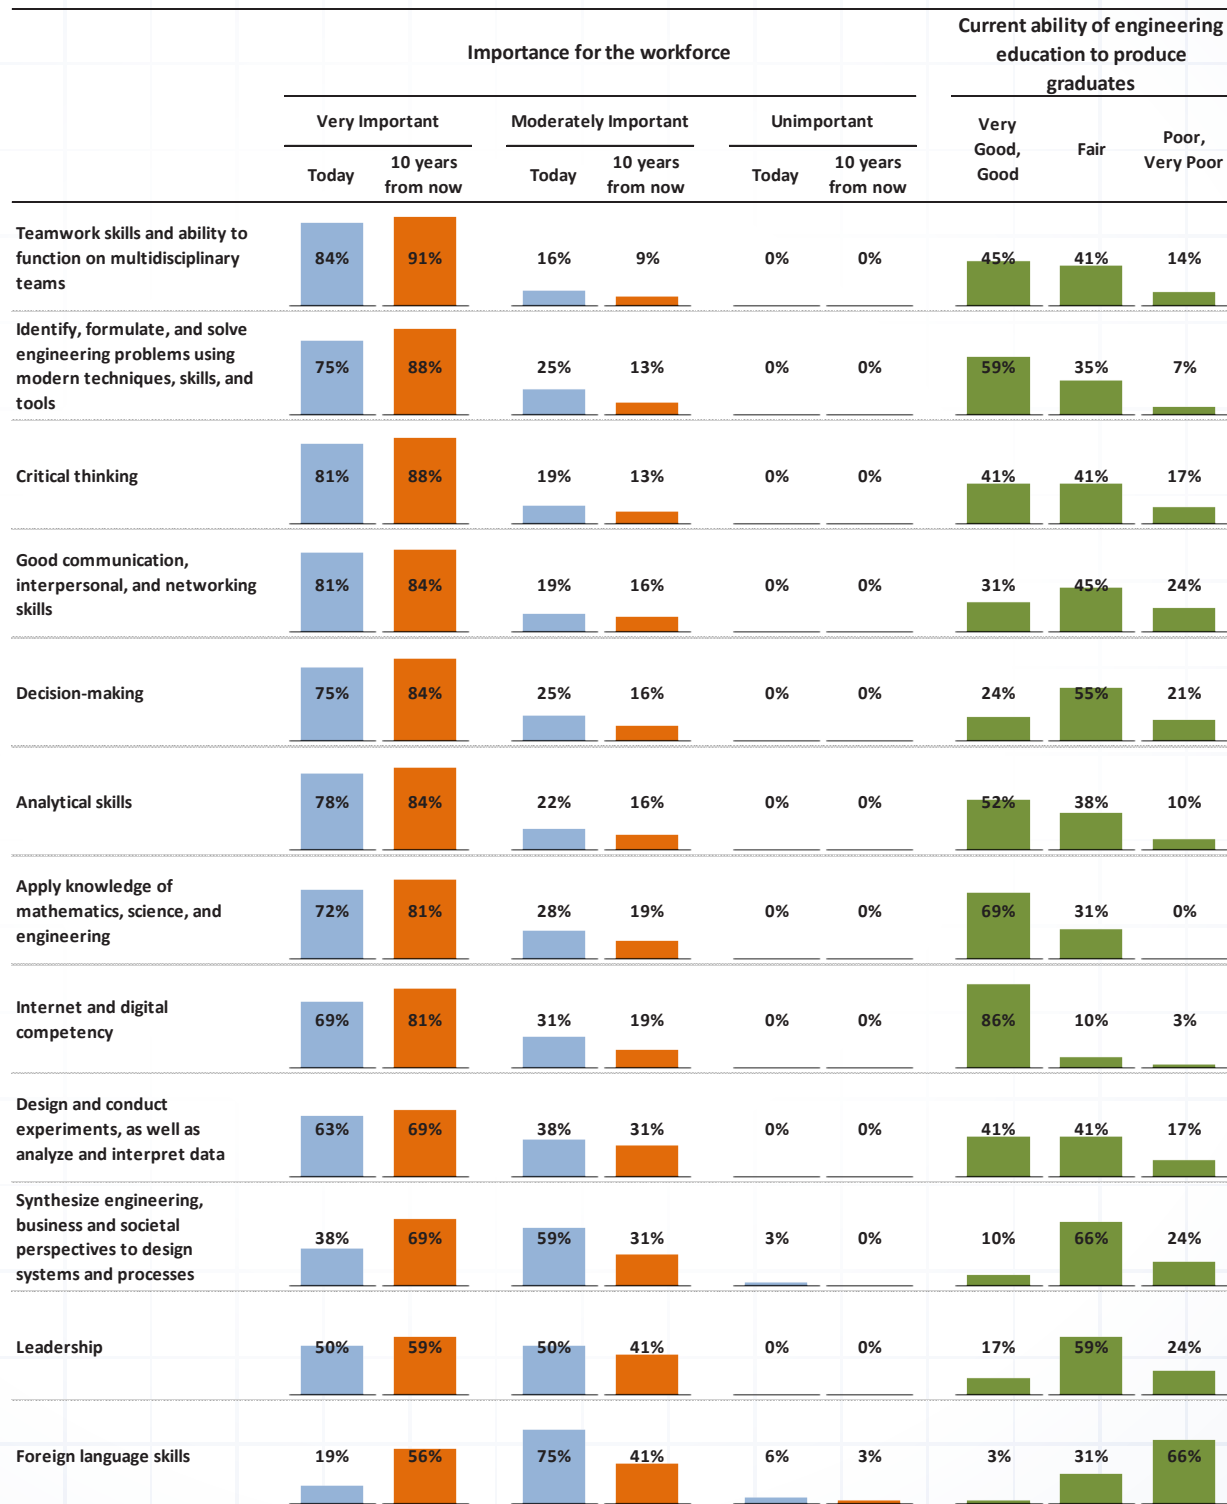 Importance for the workforce
Current ability of engineering
education to produce
graduates
Very Important
Moderately Important
Unimportant
Very
Good,
Good
Fair
Poor,
Very Poor
Today
10 years
from now
Today
10 years
from now
Today
10 years
from now
Teamwork skills and ability to
function on multidisciplinary
teams
84% 91% 16% 9% 0% 0% 45% 41% 14%
Identify, formulate, and solve
engineering problems using
modern techniques, skills, and
tools
75% 88% 25% 13% 0% 0% 59% 35% 7%
Critical thinking 81% 88% 19% 13% 0% 0% 41% 41% 17%
Good communication,
interpersonal, and networking
skills
81% 84% 19% 16% 0% 0% 31% 45% 24%
Decision-making 75% 84% 25% 16% 0% 0% 24% 55% 21%
Analytical skills 78% 84% 22% 16% 0% 0% 52% 38% 10%
Apply knowledge of
mathematics, science, and
engineering
72% 81% 28% 19% 0% 0% 69% 31% 0%
Internet and digital
competency
69% 81% 31% 19% 0% 0% 86% 10% 3%
Design and conduct
experiments, as well as
analyze and interpret data
63% 69% 38% 31% 0% 0% 41% 41% 17%
Synthesize engineering,
business and societal
perspectives to design
systems and processes
38% 69% 59% 31% 3% 0% 10% 66% 24%
Leadership 50% 59% 50% 41% 0% 0% 17% 59% 24%
Foreign language skills 19% 56% 75% 41% 6% 3% 3% 31% 66%